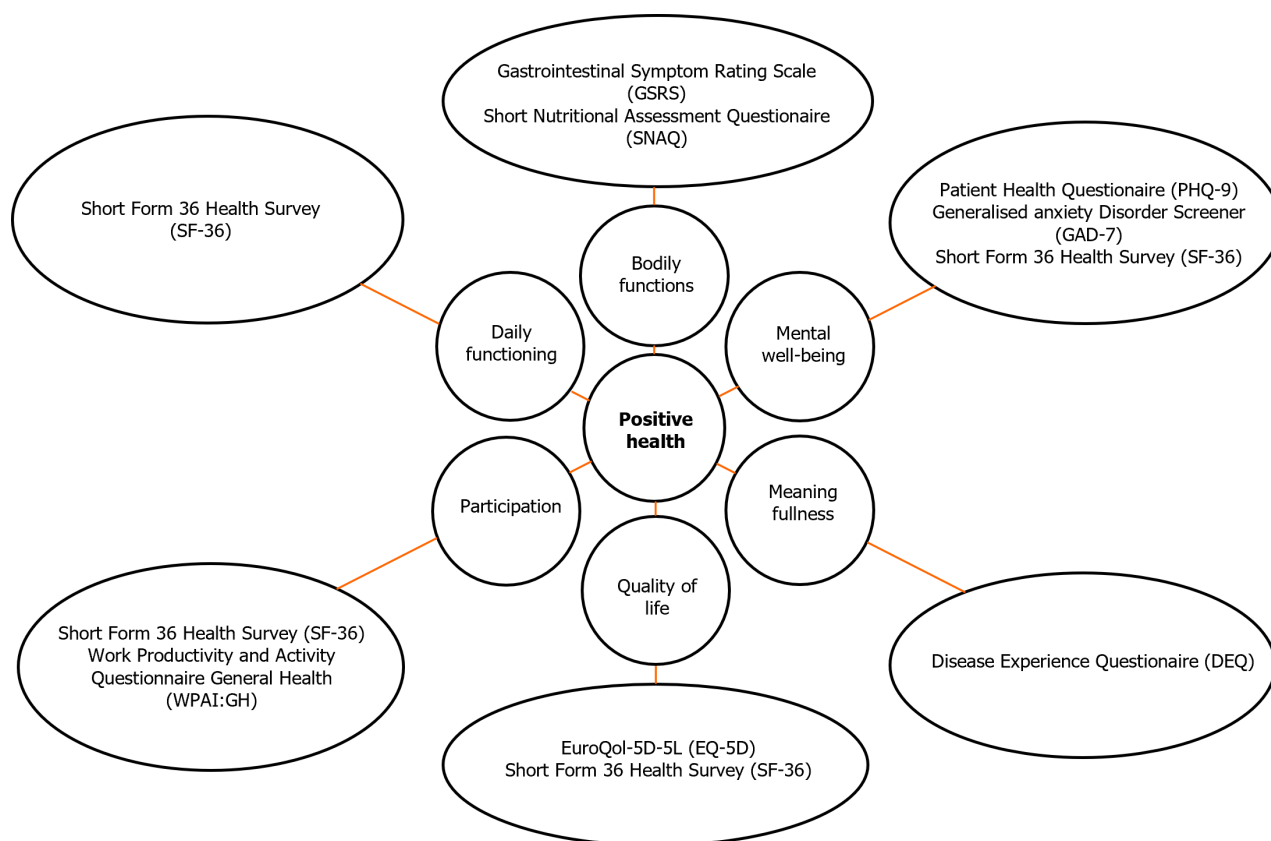 Gastrointestinal Symptom Rating Scale
(GSRS)
Short Nutritional Assessment Questionaire
(SNAQ)
Short Form 36 Health Survey
(SF-36)
Patient Health Questionaire (PHQ-9)
Generalised anxiety Disorder Screener
(GAD-7)
Short Form 36 Health Survey (SF-36)
Bodily
functions
Daily
functioning
Mental
well-being
Positive
health
Participation
Meaning
fullness
Quality of
life
Short Form 36 Health Survey (SF-36)
Work Productivity and Activity
Questionnaire General Health
(WPAI:GH)
Disease Experience Questionaire (DEQ)
EuroQol-5D-5L (EQ-5D)
Short Form 36 Health Survey (SF-36)